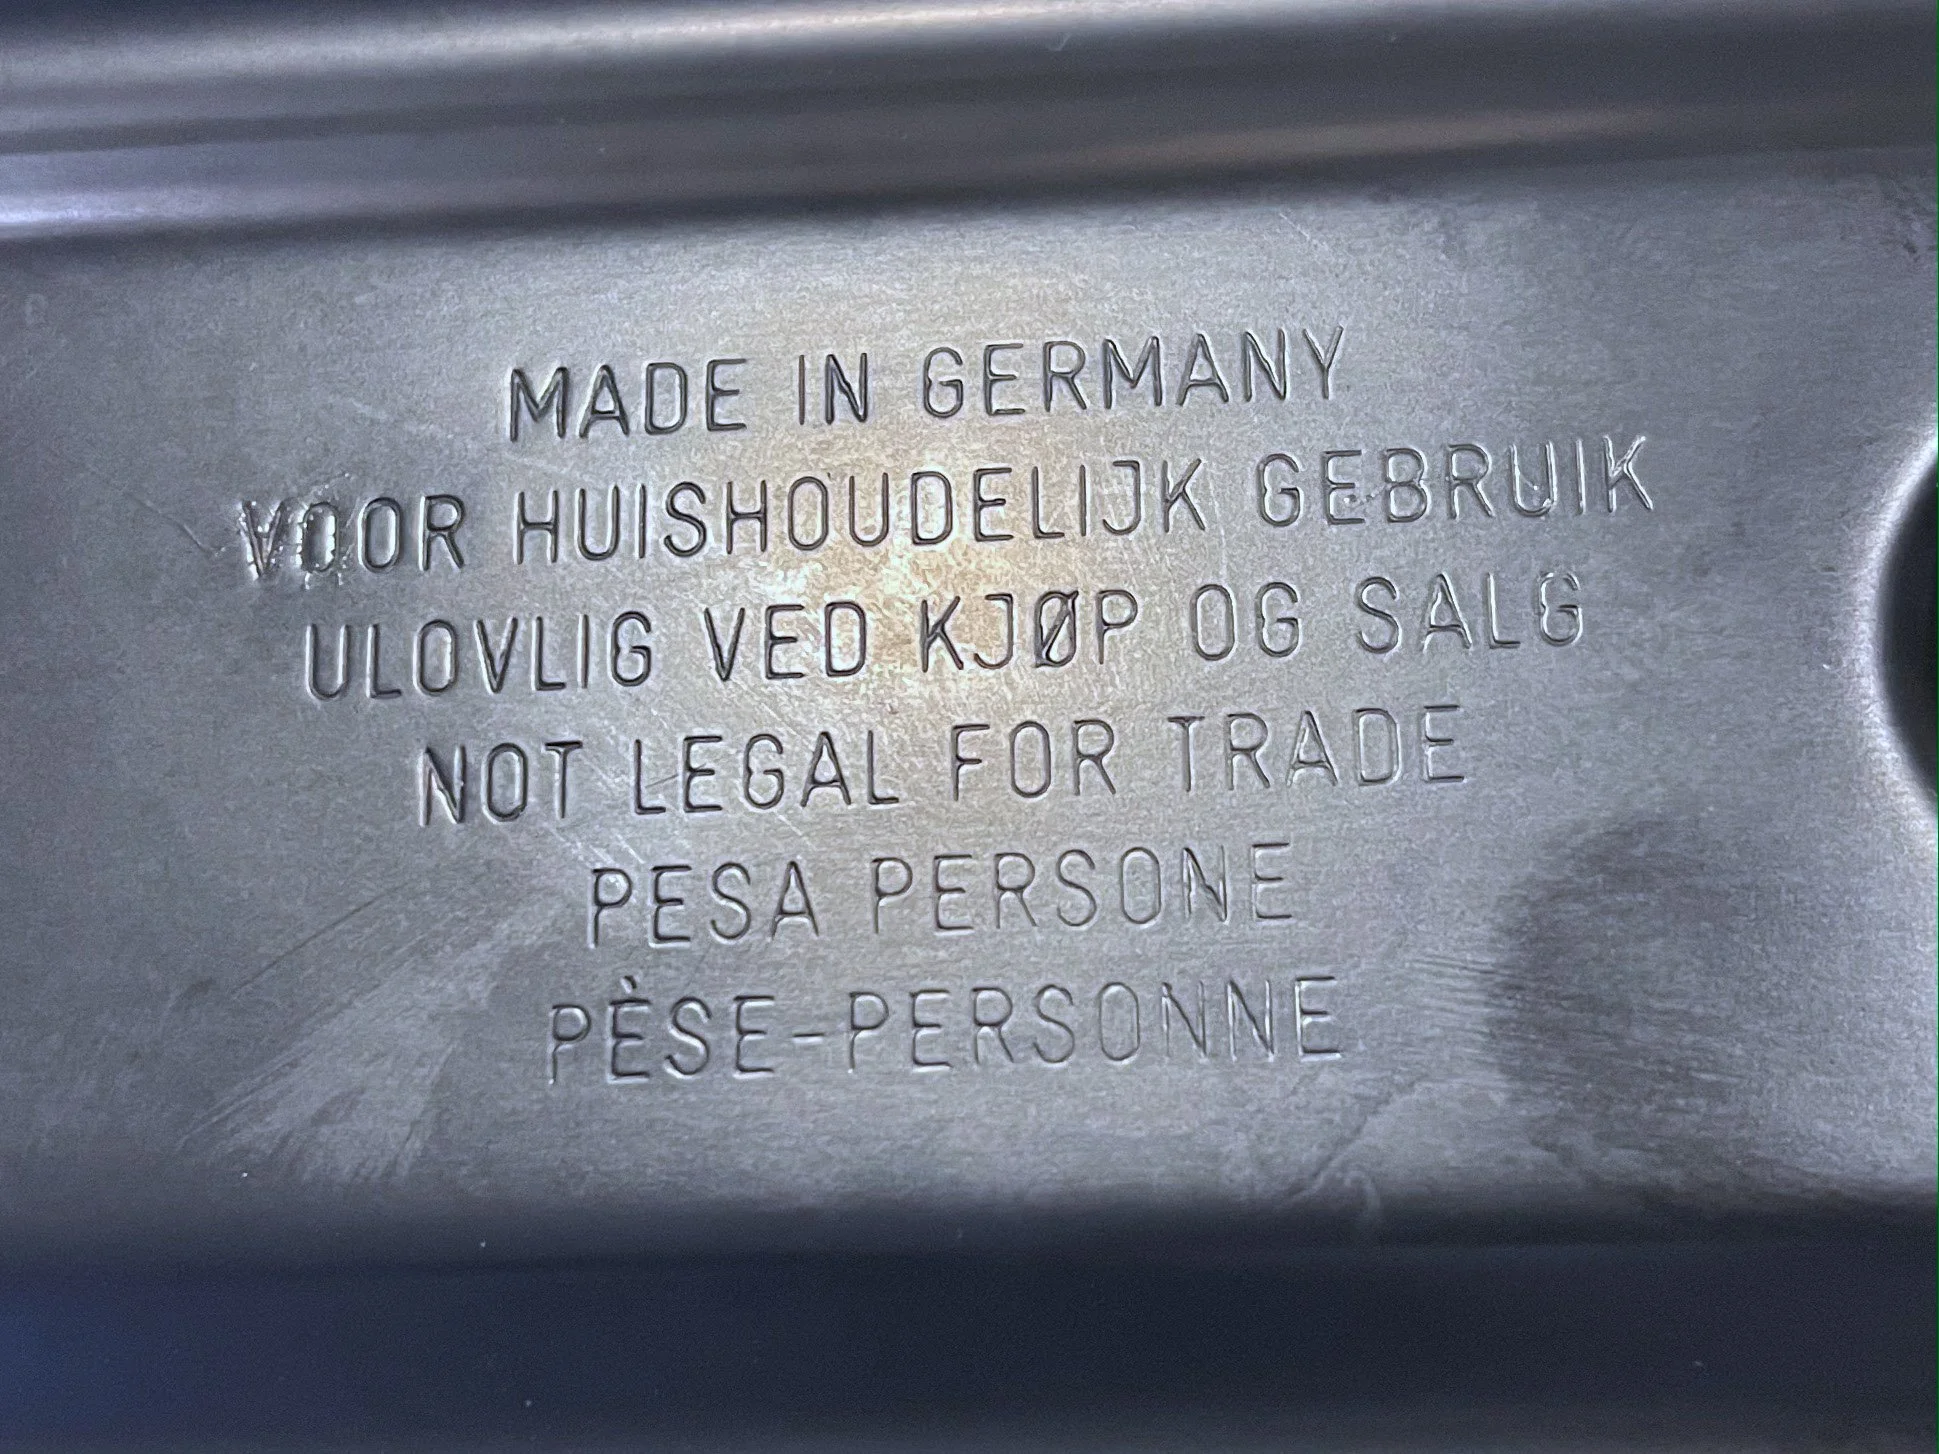 MADE IN GERMANY
VOOR HUISHOUDELIJK GEBRUIK
ULOVLIG VED KJØP OG SALG
NOT LEGAL FOR TRADE
PESA PERSONE
PÈSE-PERSONNE